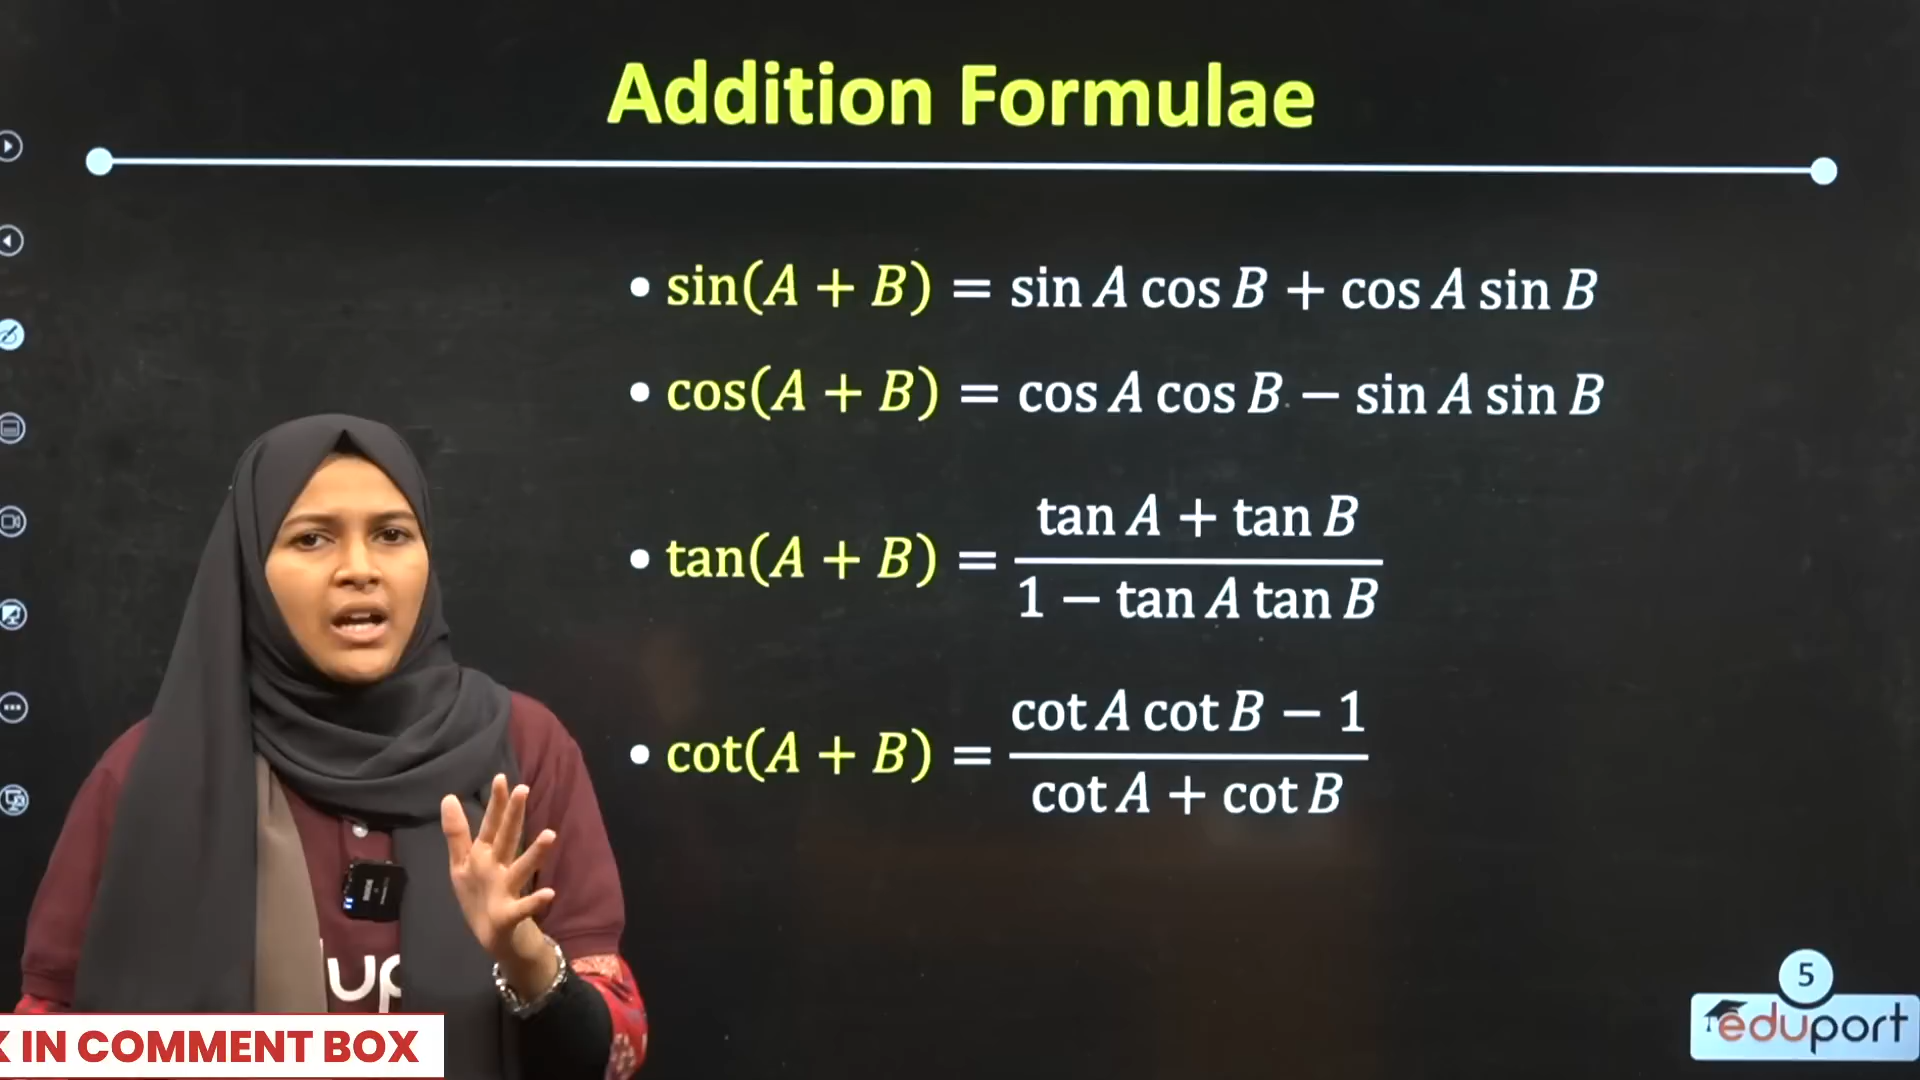 Addition Formulae
• sin(A + B) = sin A cos B + cos A sin B
• cos(A + B) = cos A cos B − sin A sin B
• tan(A + B) = (tan A + tan B) / (1 − tan A tan B)
• cot(A + B) = (cot A cot B − 1) / (cot A + cot B)
up
5
eduport
K IN COMMENT BOX